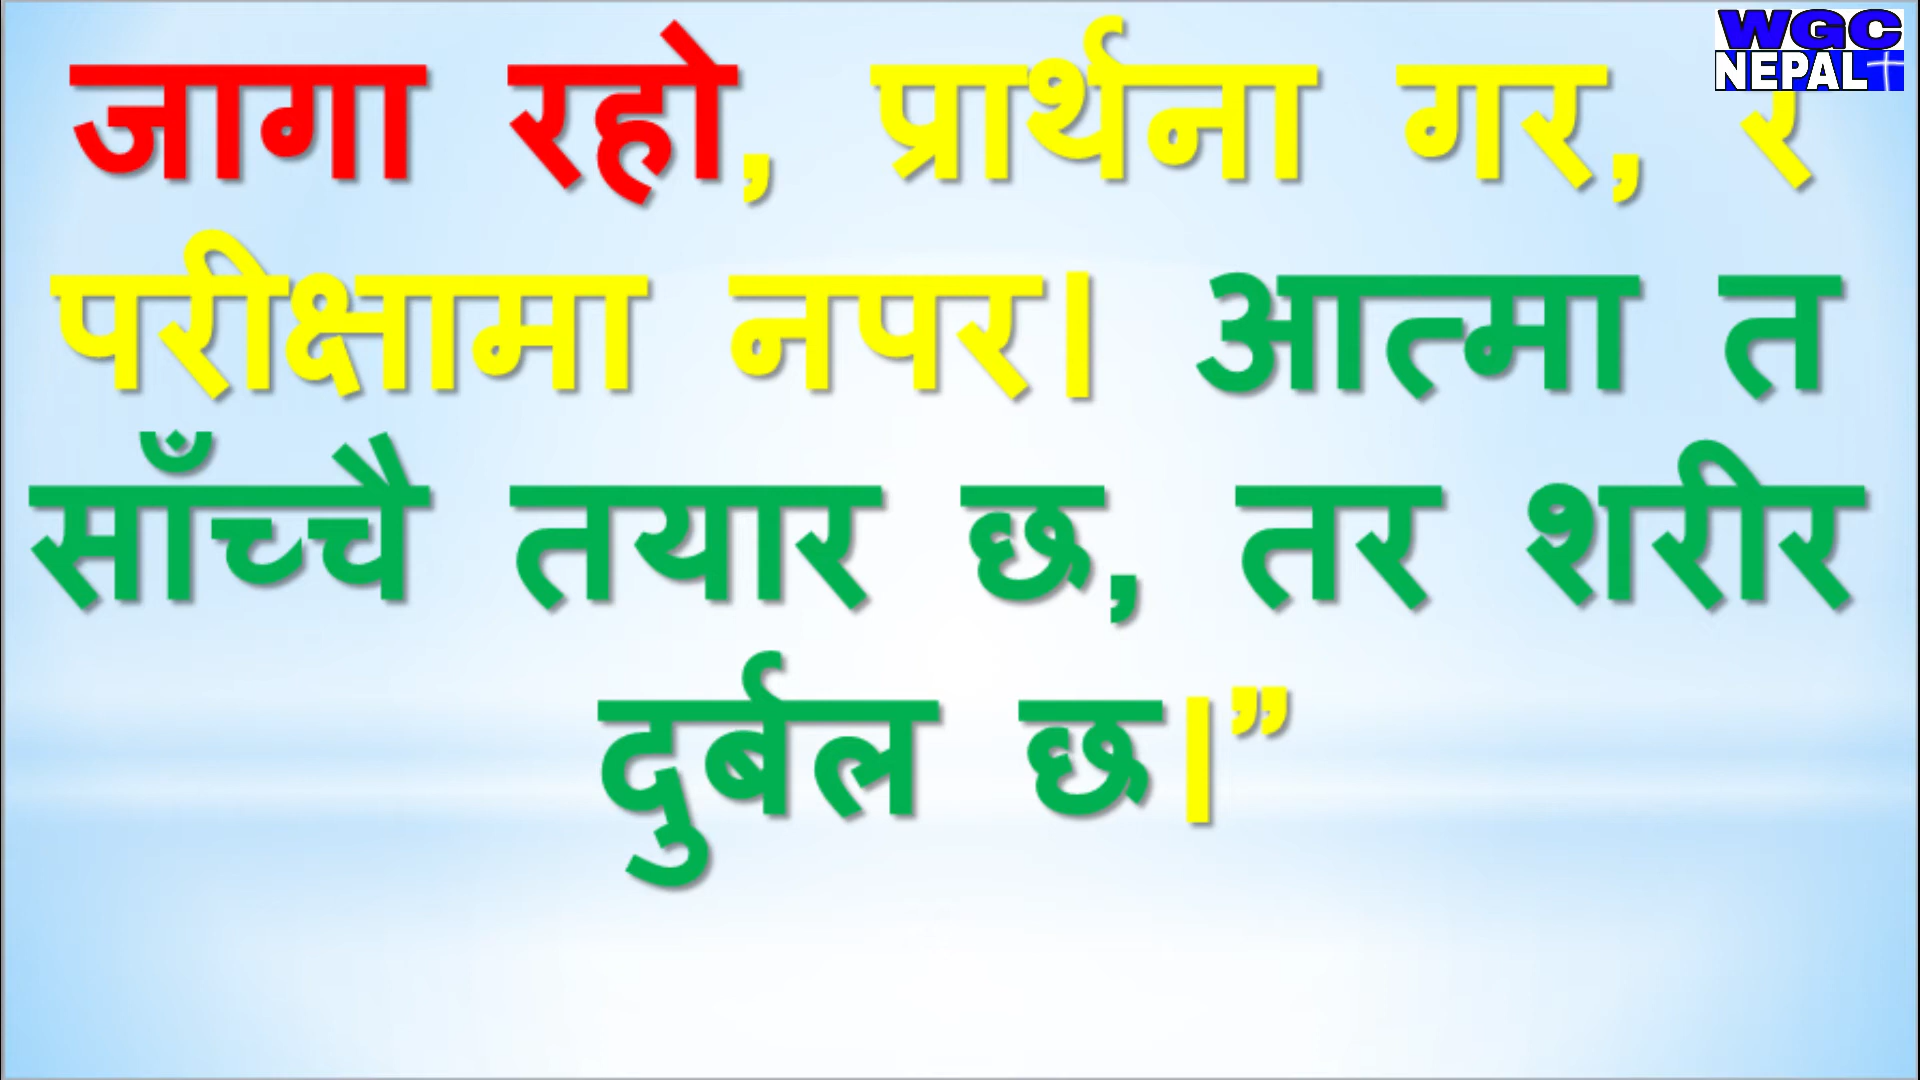 WGC
NEPAL
जागा रहो, प्रार्थना गर, र
परीक्षामा नपर। आत्मा त
साँच्चै तयार छ, तर शरीर
दुर्बल छ।”